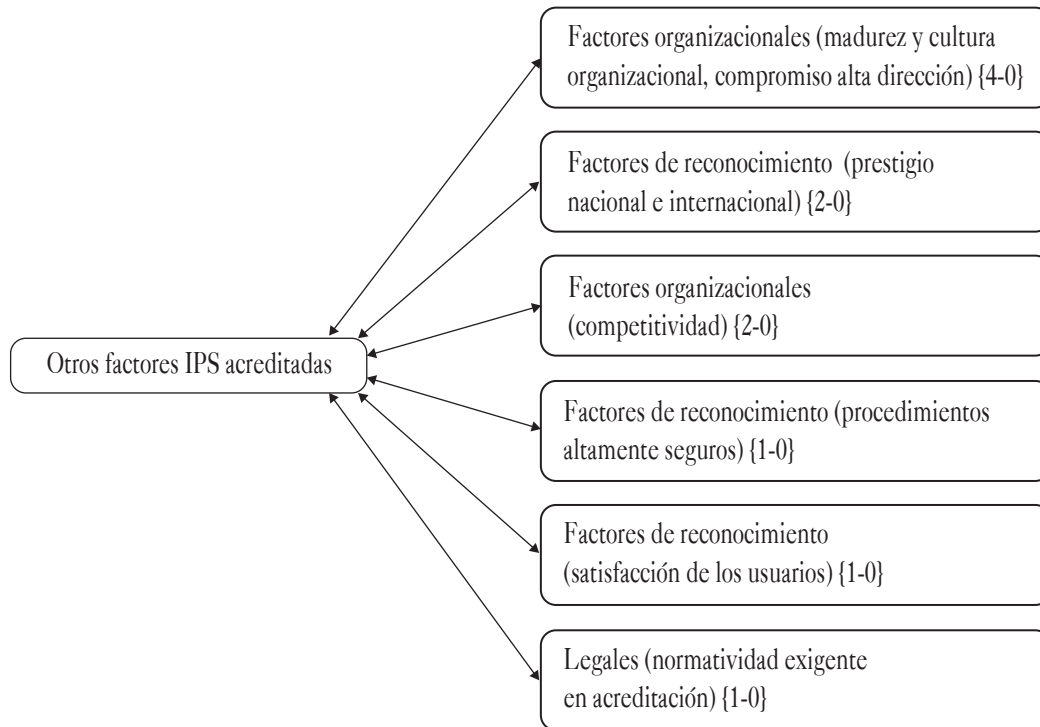 Factores organizacionales (madurez y cultura
organizacional, compromiso alta dirección) {4-0}
Factores de reconocimiento (prestigio
nacional e internacional) {2-0}
Factores organizacionales
(competitividad) {2-0}
Otros factores IPS acreditadas
Factores de reconocimiento (procedimientos
altamente seguros) {1-0}
Factores de reconocimiento
(satisfacción de los usuarios) {1-0}
Legales (normatividad exigente
en acreditación) {1-0}